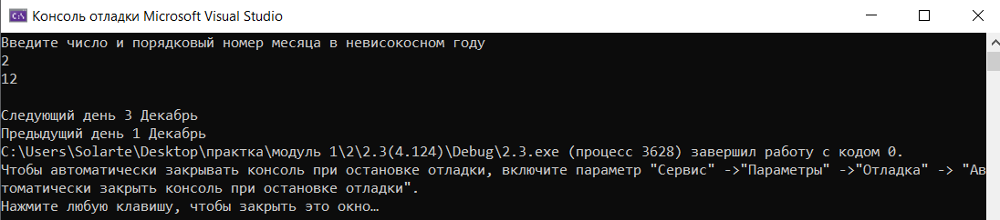 Консоль отладки Microsoft Visual Studio
Введите число и порядковый номер месяца в невисокосном году
2
12
Следующий день 3 Декабрь
Предыдущий день 1 Декабрь
C:\Users\Solarte\Desktop\практка\модуль 1\2\2.3(4.124)\Debug\2.3.exe (процесс 3628) завершил работу с кодом 0.
Чтобы автоматически закрывать консоль при остановке отладки, включите параметр "Сервис" ->"Параметры" ->"Отладка" -> "Ав
томатически закрыть консоль при остановке отладки".
Нажмите любую клавишу, чтобы закрыть это окно…